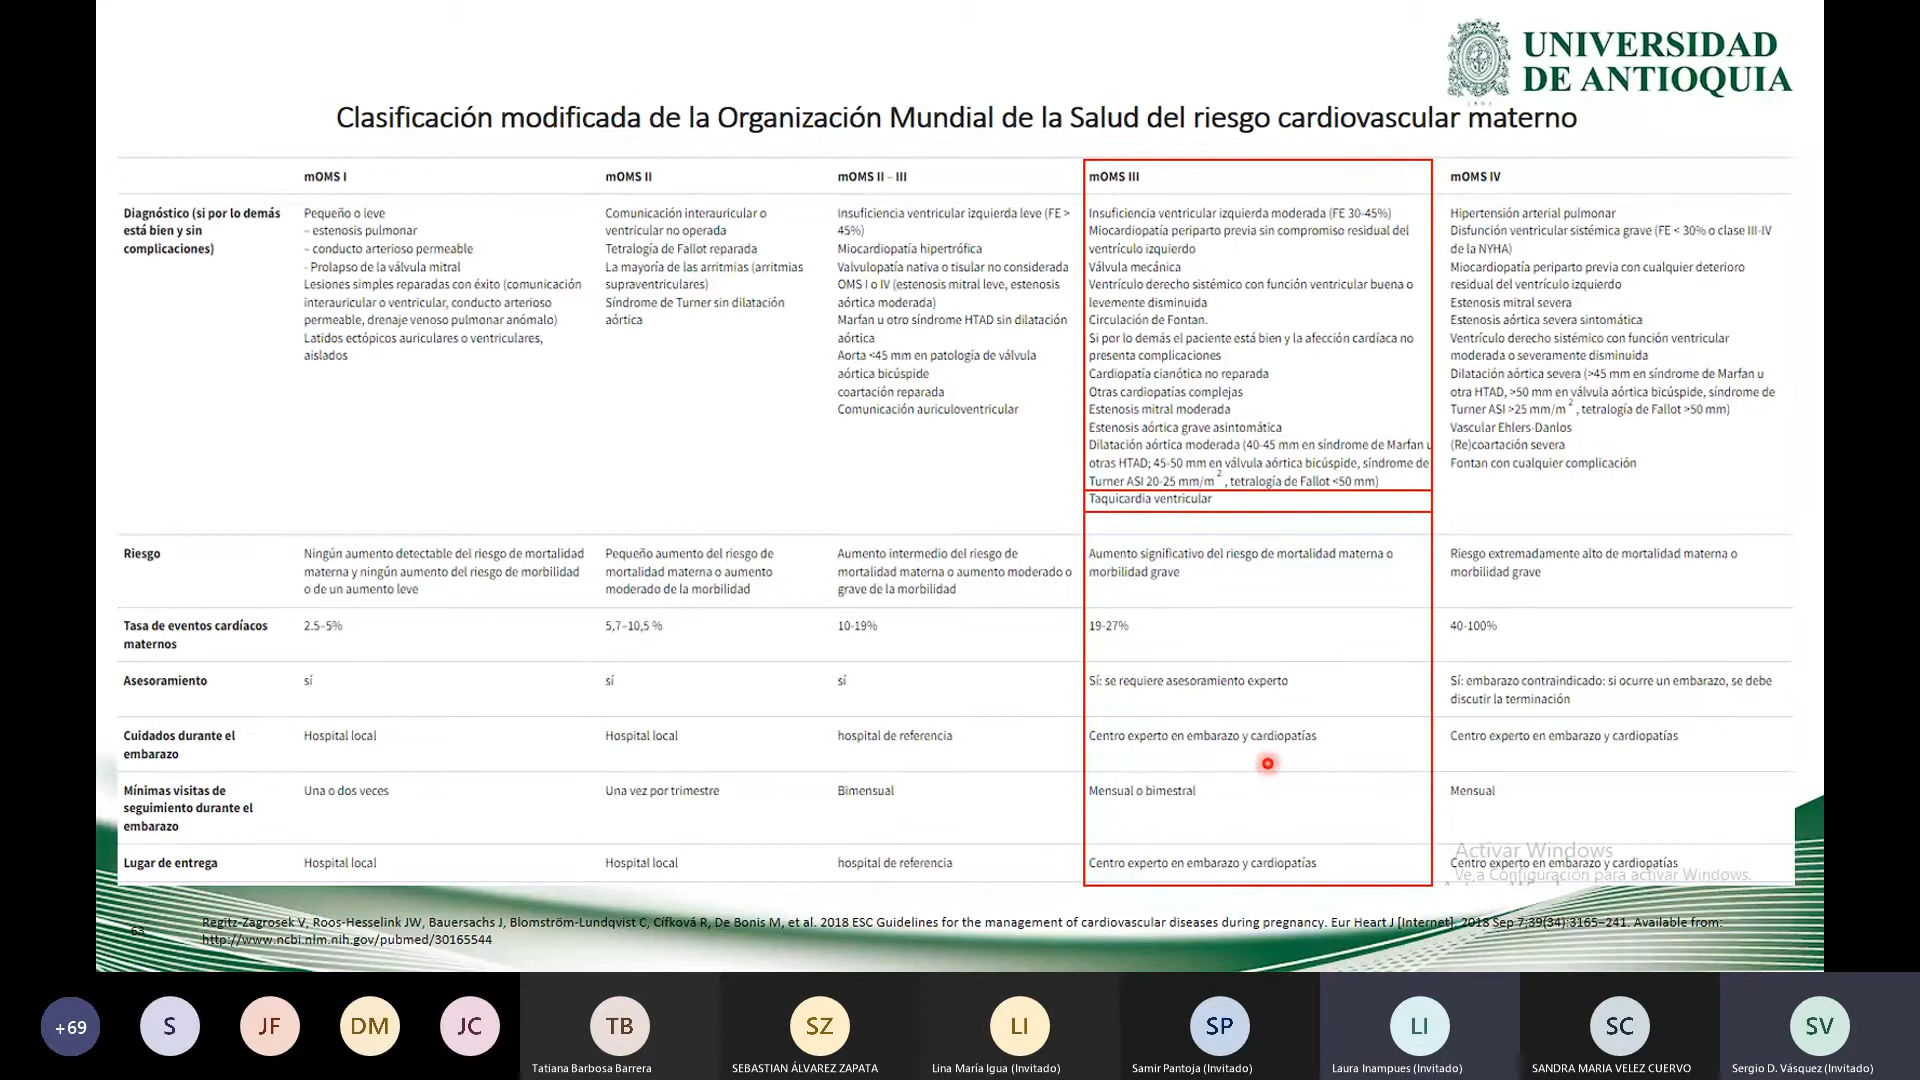 UNIVERSIDAD
DE ANTIOQUIA
1803
Clasificación modificada de la Organización Mundial de la Salud del riesgo cardiovascular materno
mOMS I
mOMS II
mOMS II – III
mOMS III
mOMS IV
Diagnóstico (si por lo demás
está bien y sin
complicaciones)
Pequeño o leve
– estenosis pulmonar
– conducto arterioso permeable
- Prolapso de la válvula mitral
Lesiones simples reparadas con éxito (comunicación
interauricular o ventricular, conducto arterioso
permeable, drenaje venoso pulmonar anómalo)
Latidos ectópicos auriculares o ventriculares,
aislados
Comunicación interauricular o
ventricular no operada
Tetralogía de Fallot reparada
La mayoría de las arritmias (arritmias
supraventriculares)
Síndrome de Turner sin dilatación
aórtica
Insuficiencia ventricular izquierda leve (FE >
45%)
Miocardiopatía hipertrófica
Valvulopatía nativa o tisular no considerada
OMS I o IV (estenosis mitral leve, estenosis
aórtica moderada)
Marfan u otro síndrome HTAD sin dilatación
aórtica
Aorta <45 mm en patología de válvula
aórtica bicúspide
coartación reparada
Comunicación auriculoventricular
Insuficiencia ventricular izquierda moderada (FE 30-45%)
Miocardiopatía periparto previa sin compromiso residual del
ventrículo izquierdo
Válvula mecánica
Ventrículo derecho sistémico con función ventricular buena o
levemente disminuida
Circulación de Fontan.
Si por lo demás el paciente está bien y la afección cardíaca no
presenta complicaciones
Cardiopatía cianótica no reparada
Otras cardiopatías complejas
Estenosis mitral moderada
Estenosis aórtica grave asintomática
Dilatación aórtica moderada (40-45 mm en síndrome de Marfan u
otras HTAD; 45-50 mm en válvula aórtica bicúspide, síndrome de
Turner ASI 20-25 mm/m 2 , tetralogía de Fallot <50 mm)
Taquicardia ventricular
Hipertensión arterial pulmonar
Disfunción ventricular sistémica grave (FE < 30% o clase III-IV
de la NYHA)
Miocardiopatía periparto previa con cualquier deterioro
residual del ventrículo izquierdo
Estenosis mitral severa
Estenosis aórtica severa sintomática
Ventrículo derecho sistémico con función ventricular
moderada o severamente disminuida
Dilatación aórtica severa (>45 mm en síndrome de Marfan u
otra HTAD, >50 mm en válvula aórtica bicúspide, síndrome de
Turner ASI >25 mm/m 2 , tetralogía de Fallot >50 mm)
Vascular Ehlers-Danlos
(Re)coartación severa
Fontan con cualquier complicación
Riesgo
Ningún aumento detectable del riesgo de mortalidad
materna y ningún aumento del riesgo de morbilidad
o de un aumento leve
Pequeño aumento del riesgo de
mortalidad materna o aumento
moderado de la morbilidad
Aumento intermedio del riesgo de
mortalidad materna o aumento moderado o
grave de la morbilidad
Aumento significativo del riesgo de mortalidad materna o
morbilidad grave
Riesgo extremadamente alto de mortalidad materna o
morbilidad grave
Tasa de eventos cardíacos
maternos
2.5–5%
5,7–10,5 %
10-19%
19-27%
40-100%
Asesoramiento
sí
sí
sí
Sí: se requiere asesoramiento experto
Sí: embarazo contraindicado: si ocurre un embarazo, se debe
discutir la terminación
Cuidados durante el
embarazo
Hospital local
Hospital local
hospital de referencia
Centro experto en embarazo y cardiopatías
Centro experto en embarazo y cardiopatías
Mínimas visitas de
seguimiento durante el
embarazo
Una o dos veces
Una vez por trimestre
Bimensual
Mensual o bimestral
Mensual
Lugar de entrega
Hospital local
Hospital local
hospital de referencia
Centro experto en embarazo y cardiopatías
Centro experto en embarazo y cardiopatías
Activar Windows
Ve a Configuración para activar Windows.
63
Regitz-Zagrosek V, Roos-Hesselink JW, Bauersachs J, Blomström-Lundqvist C, Cífková R, De Bonis M, et al. 2018 ESC Guidelines for the management of cardiovascular diseases during pregnancy. Eur Heart J [Internet]. 2018 Sep 7;39(34):3165–241. Available from:
http://www.ncbi.nlm.nih.gov/pubmed/30165544
+69
S
JF
DM
JC
TB
SZ
LI
SP
LI
SC
SV
Tatiana Barbosa Barrera
SEBASTIAN ÁLVAREZ ZAPATA
Lina María Igua (Invitado)
Samir Pantoja (Invitado)
Laura Inampues (Invitado)
SANDRA MARIA VELEZ CUERVO
Sergio D. Vásquez (Invitado)